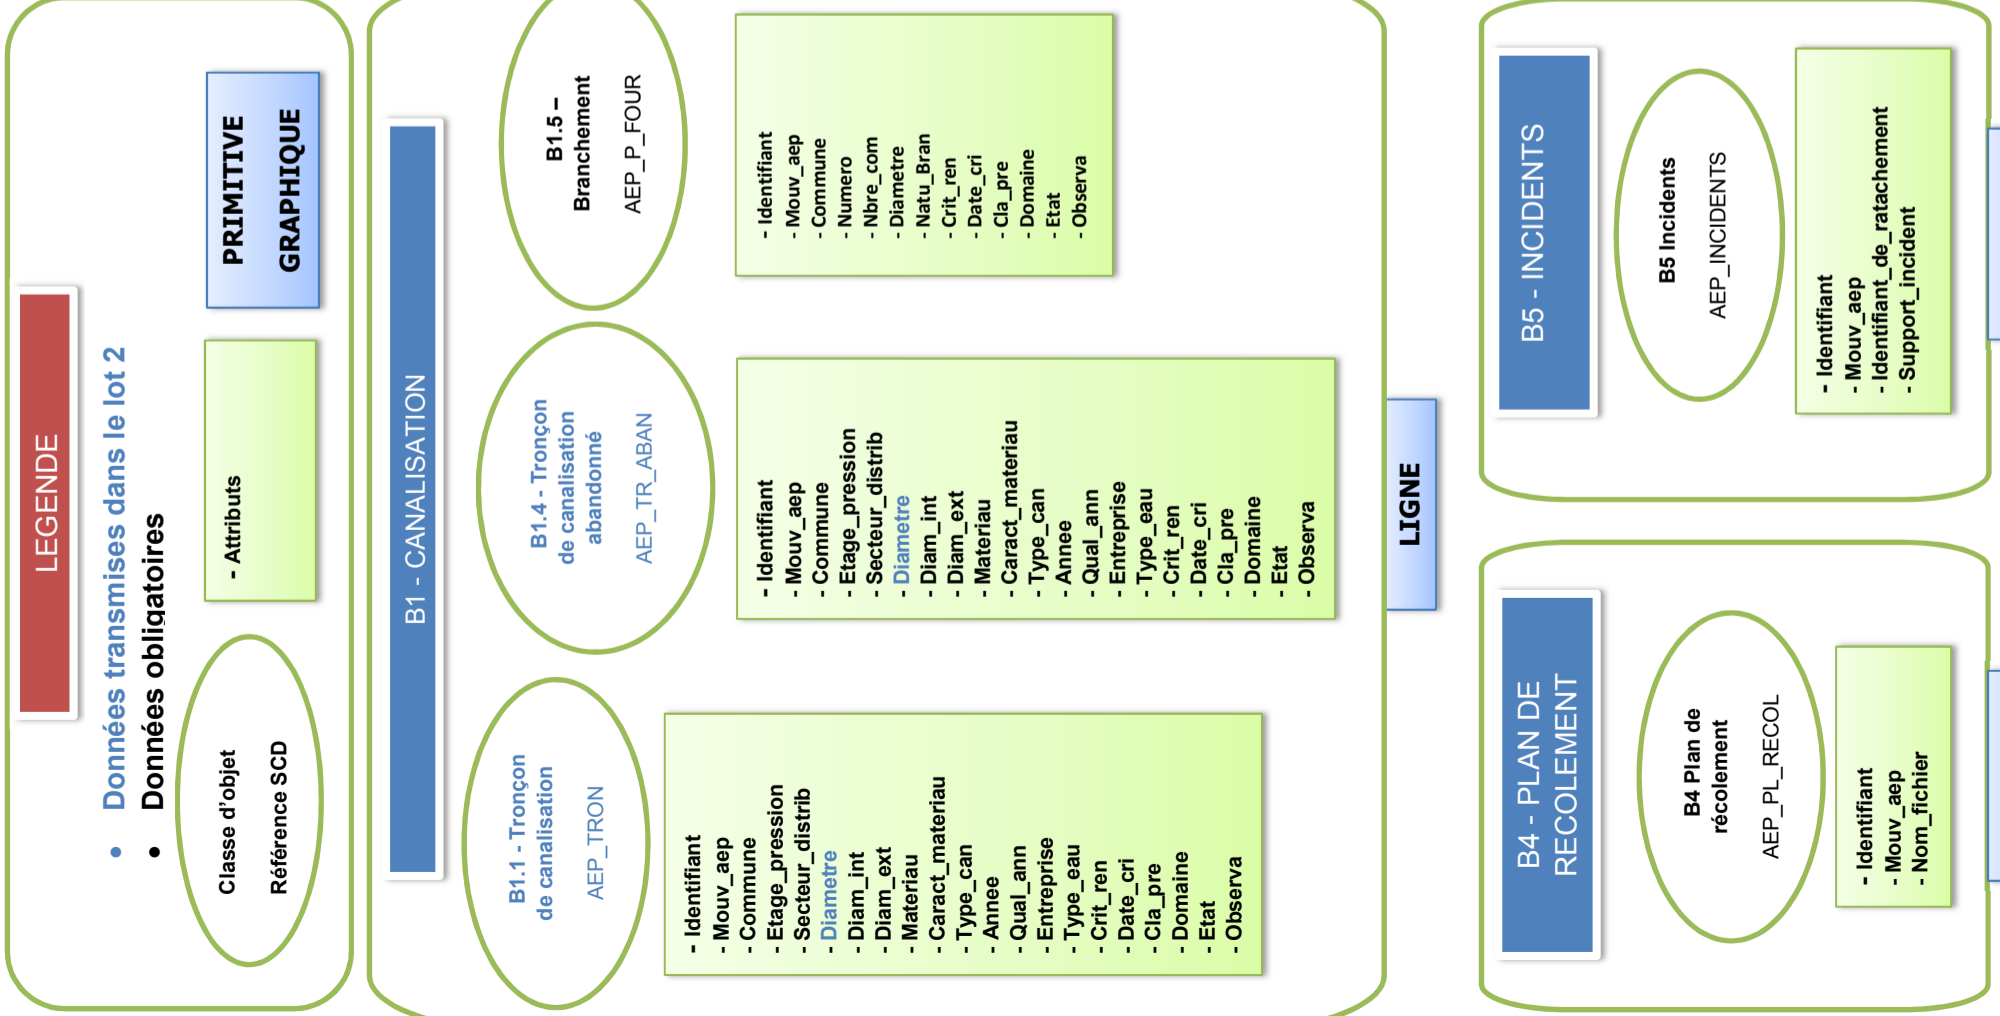 LEGENDE
• Données transmises dans le lot 2
• Données obligatoires
Classe d'objet
Référence SCD
- Attributs
PRIMITIVE
GRAPHIQUE
B1 - CANALISATION
B1.1 - Tronçon
de canalisation
AEP_TRON
- Identifiant
- Mouv_aep
- Commune
- Etage_pression
- Secteur_distrib
- Diametre
- Diam_int
- Diam_ext
- Materiau
- Caract_materiau
- Type_can
- Annee
- Qual_ann
- Entreprise
- Type_eau
- Crit_ren
- Date_cri
- Cla_pre
- Domaine
- Etat
- Observa
B1.4 - Tronçon
de canalisation
abandonné
AEP_TR_ABAN
- Identifiant
- Mouv_aep
- Commune
- Etage_pression
- Secteur_distrib
- Diametre
- Diam_int
- Diam_ext
- Materiau
- Caract_materiau
- Type_can
- Annee
- Qual_ann
- Entreprise
- Type_eau
- Crit_ren
- Date_cri
- Cla_pre
- Domaine
- Etat
- Observa
B1.5 –
Branchement
AEP_P_FOUR
- Identifiant
- Mouv_aep
- Commune
- Numero
- Nbre_com
- Diametre
- Natu_Bran
- Crit_ren
- Date_cri
- Cla_pre
- Domaine
- Etat
- Observa
LIGNE
B4 - PLAN DE
RECOLEMENT
B4 Plan de
récolement
AEP_PL_RECOL
- Identifiant
- Mouv_aep
- Nom_fichier
B5 - INCIDENTS
B5 Incidents
AEP_INCIDENTS
- Identifiant
- Mouv_aep
- Identifiant_de_ratachement
- Support_incident